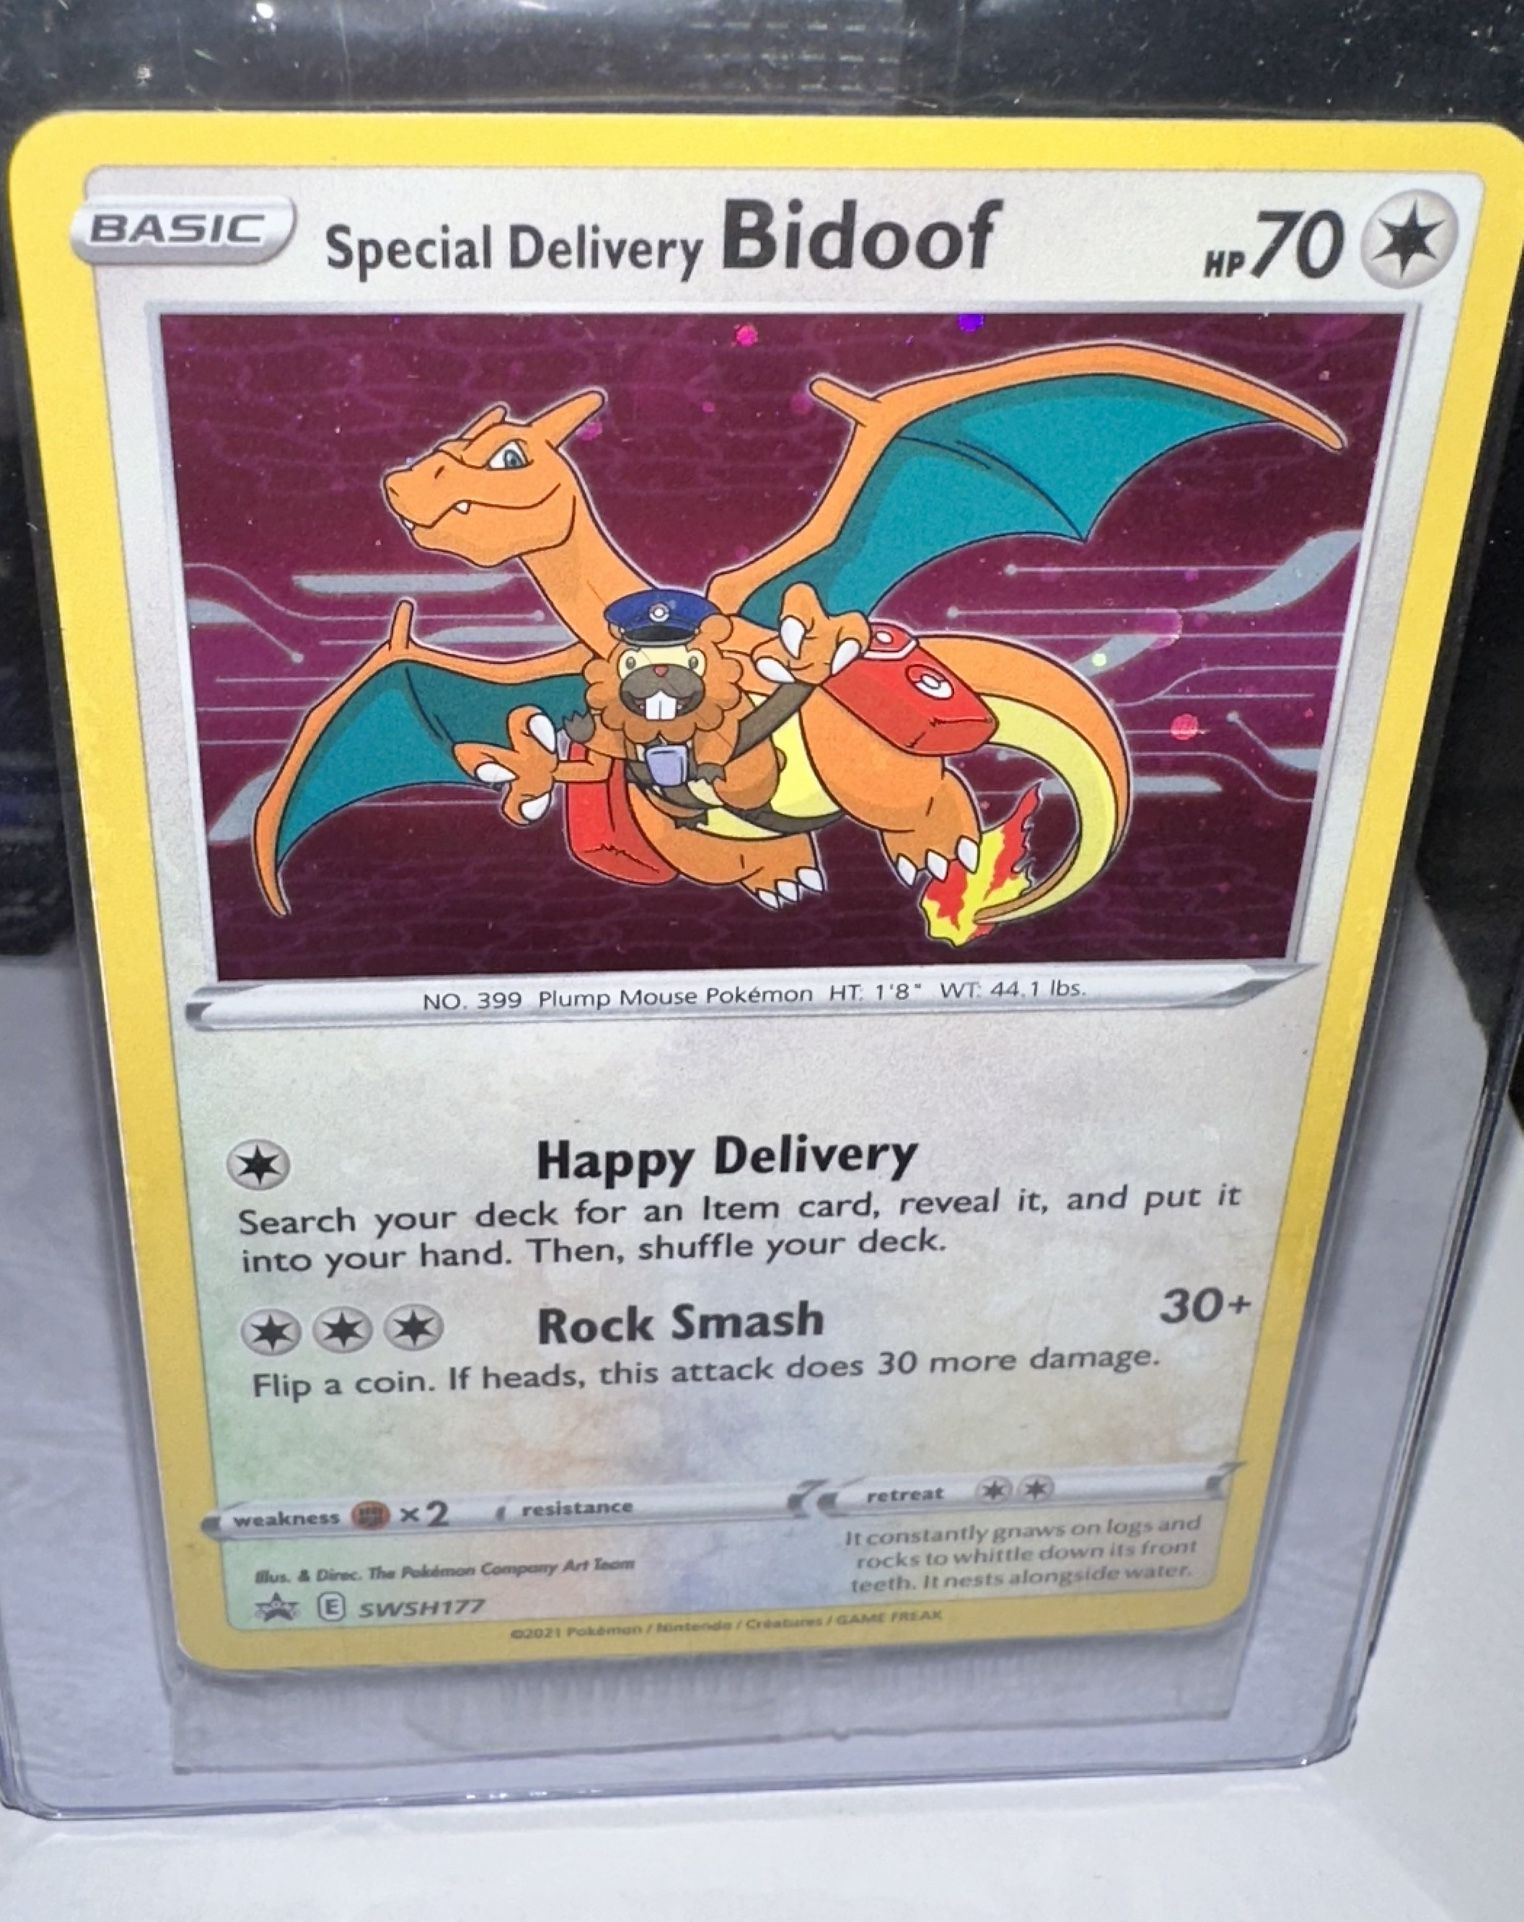 BASIC Special Delivery Bidoof HP 70
NO. 399 Plump Mouse Pokémon HT: 1'8" WT: 44.1 lbs.
Happy Delivery
Search your deck for an Item card, reveal it, and put it
into your hand. Then, shuffle your deck.
Rock Smash 30+
Flip a coin. If heads, this attack does 30 more damage.
weakness ×2 resistance retreat
It constantly gnaws on logs and
rocks to whittle down its front
teeth. It nests alongside water.
Illus. & Direc. The Pokémon Company Art Team
E SWSH177
©2021 Pokémon / Nintendo / Creatures / GAME FREAK